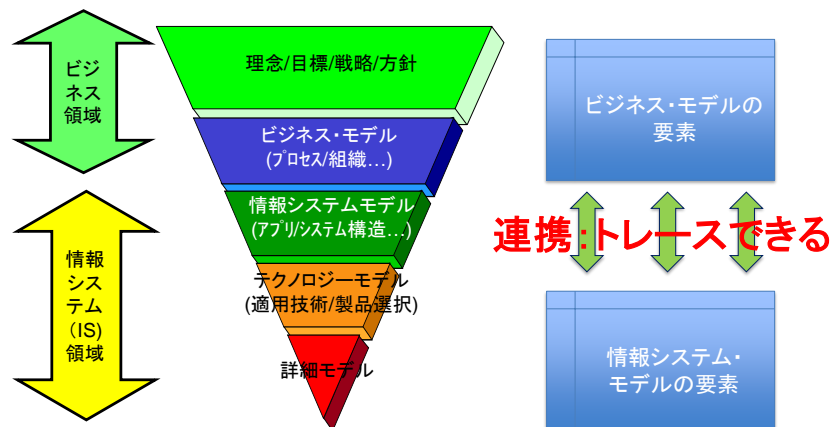 ビジ
ネス
領域
理念/目標/戦略/方針
ビジネス・モデル
(プロセス/組織...)
情報システムモデル
(アプリ/システム構造...)
テクノロジーモデル
(適用技術/製品選択)
詳細モデル
情報
シス
テム
（IS)
領域
ビジネス・モデルの
要素
連携：トレースできる
情報システム・
モデルの要素